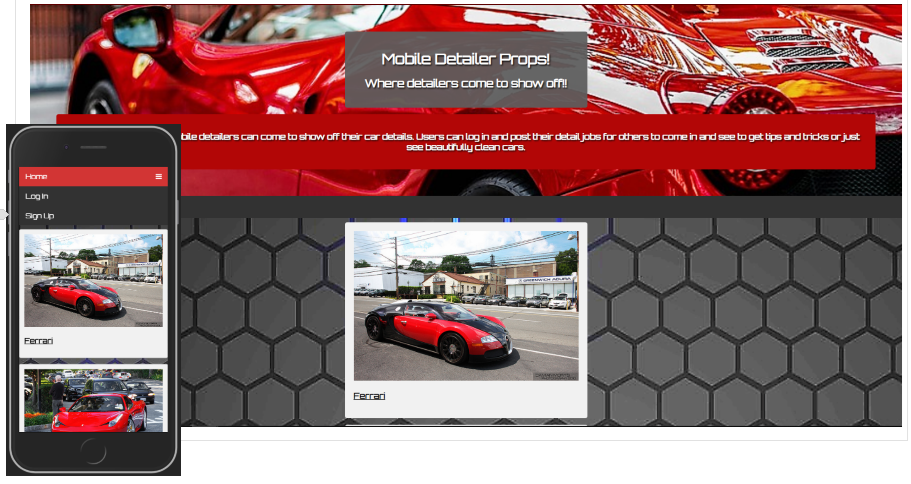 Mobile Detailer Props!
Where detailers come to show off!!
detailers can come to show off their car details. Users can log in and post their detail jobs for others to come in and see to get tips and tricks or just
see beautifully clean cars.
Home
Log In
Sign Up
Ferrari
GREENWICH ACURA
Ferrari